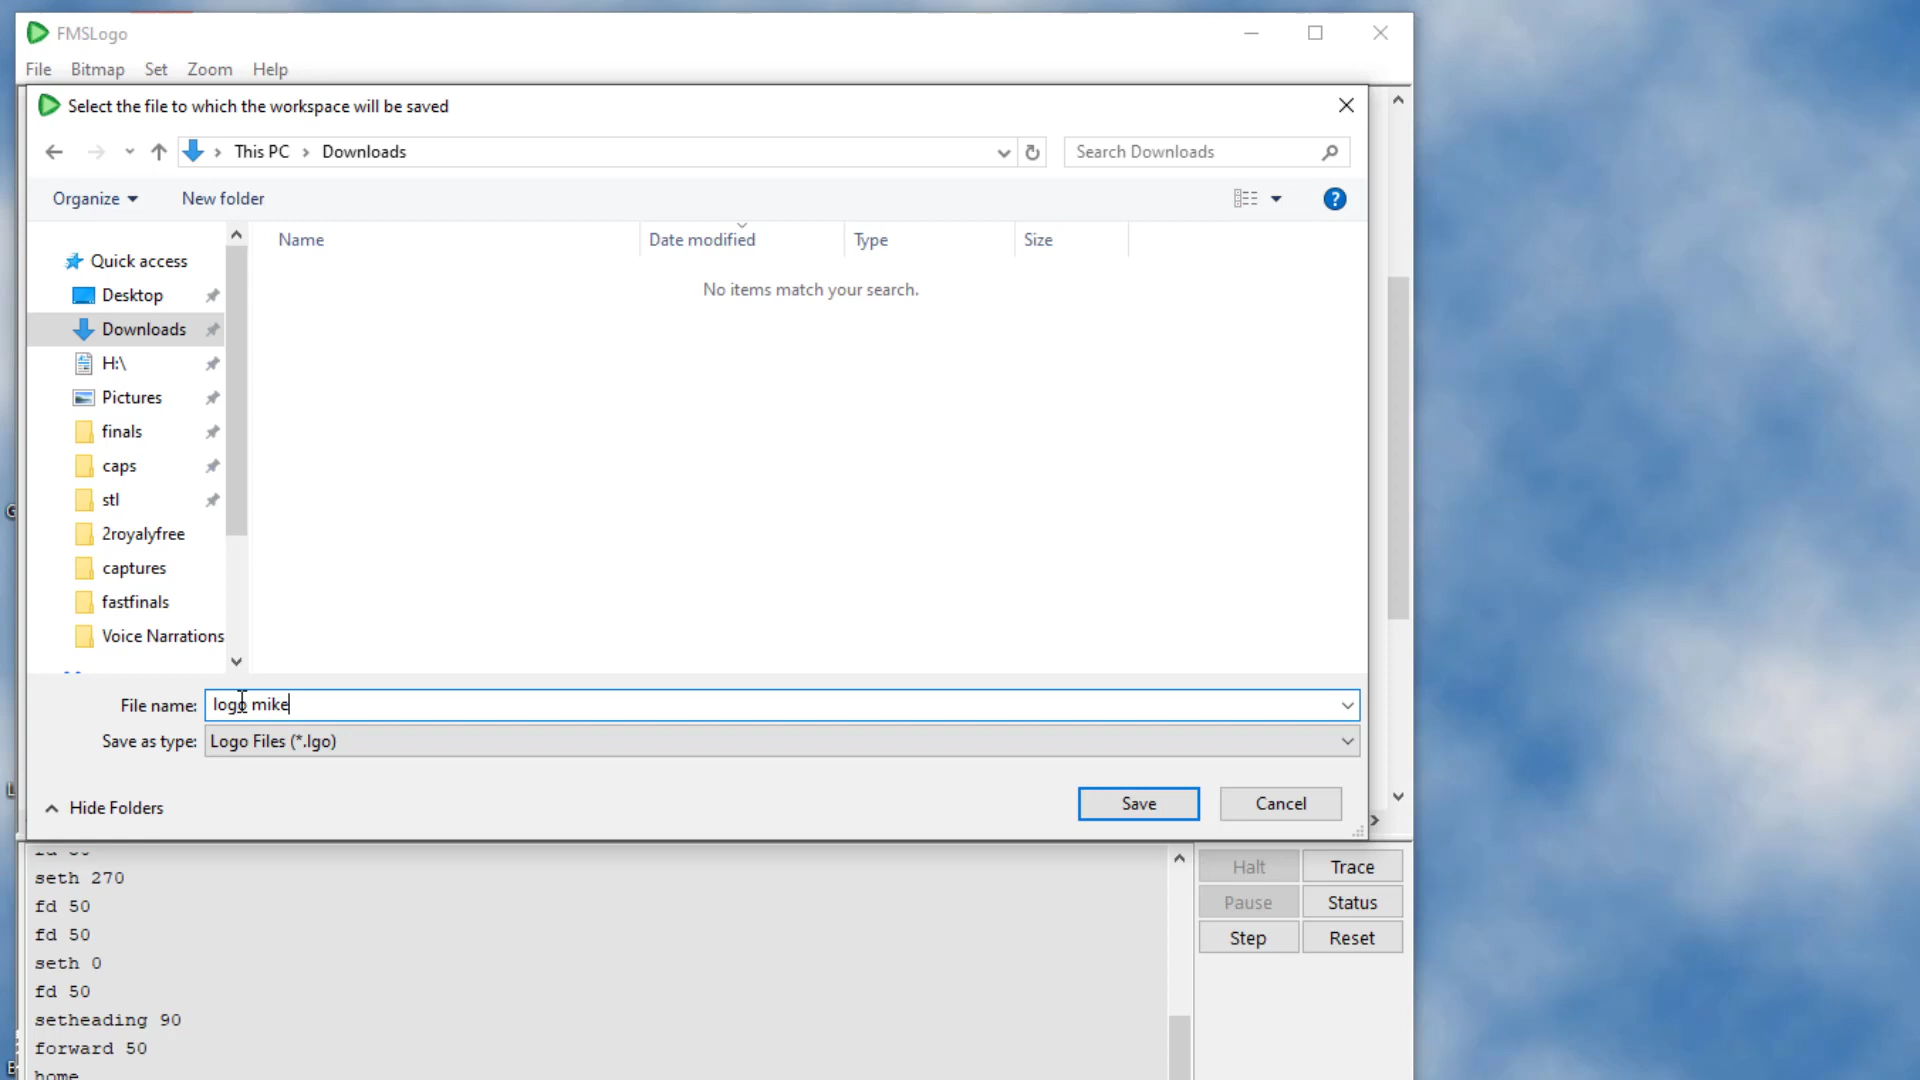 FMSLogo
File Bitmap Set Zoom Help
Select the file to which the workspace will be saved
This PC Downloads
Search Downloads
Organize New folder
Name Date modified Type Size
No items match your search.
Quick access
Desktop
Downloads
H:\
Pictures
finals
caps
stl
2royalyfree
captures
fastfinals
Voice Narrations
File name: logo mike
Save as type: Logo Files (*.lgo)
Hide Folders
Save Cancel
seth 270
fd 50
fd 50
seth 0
fd 50
setheading 90
forward 50
home
Halt Trace
Pause Status
Step Reset